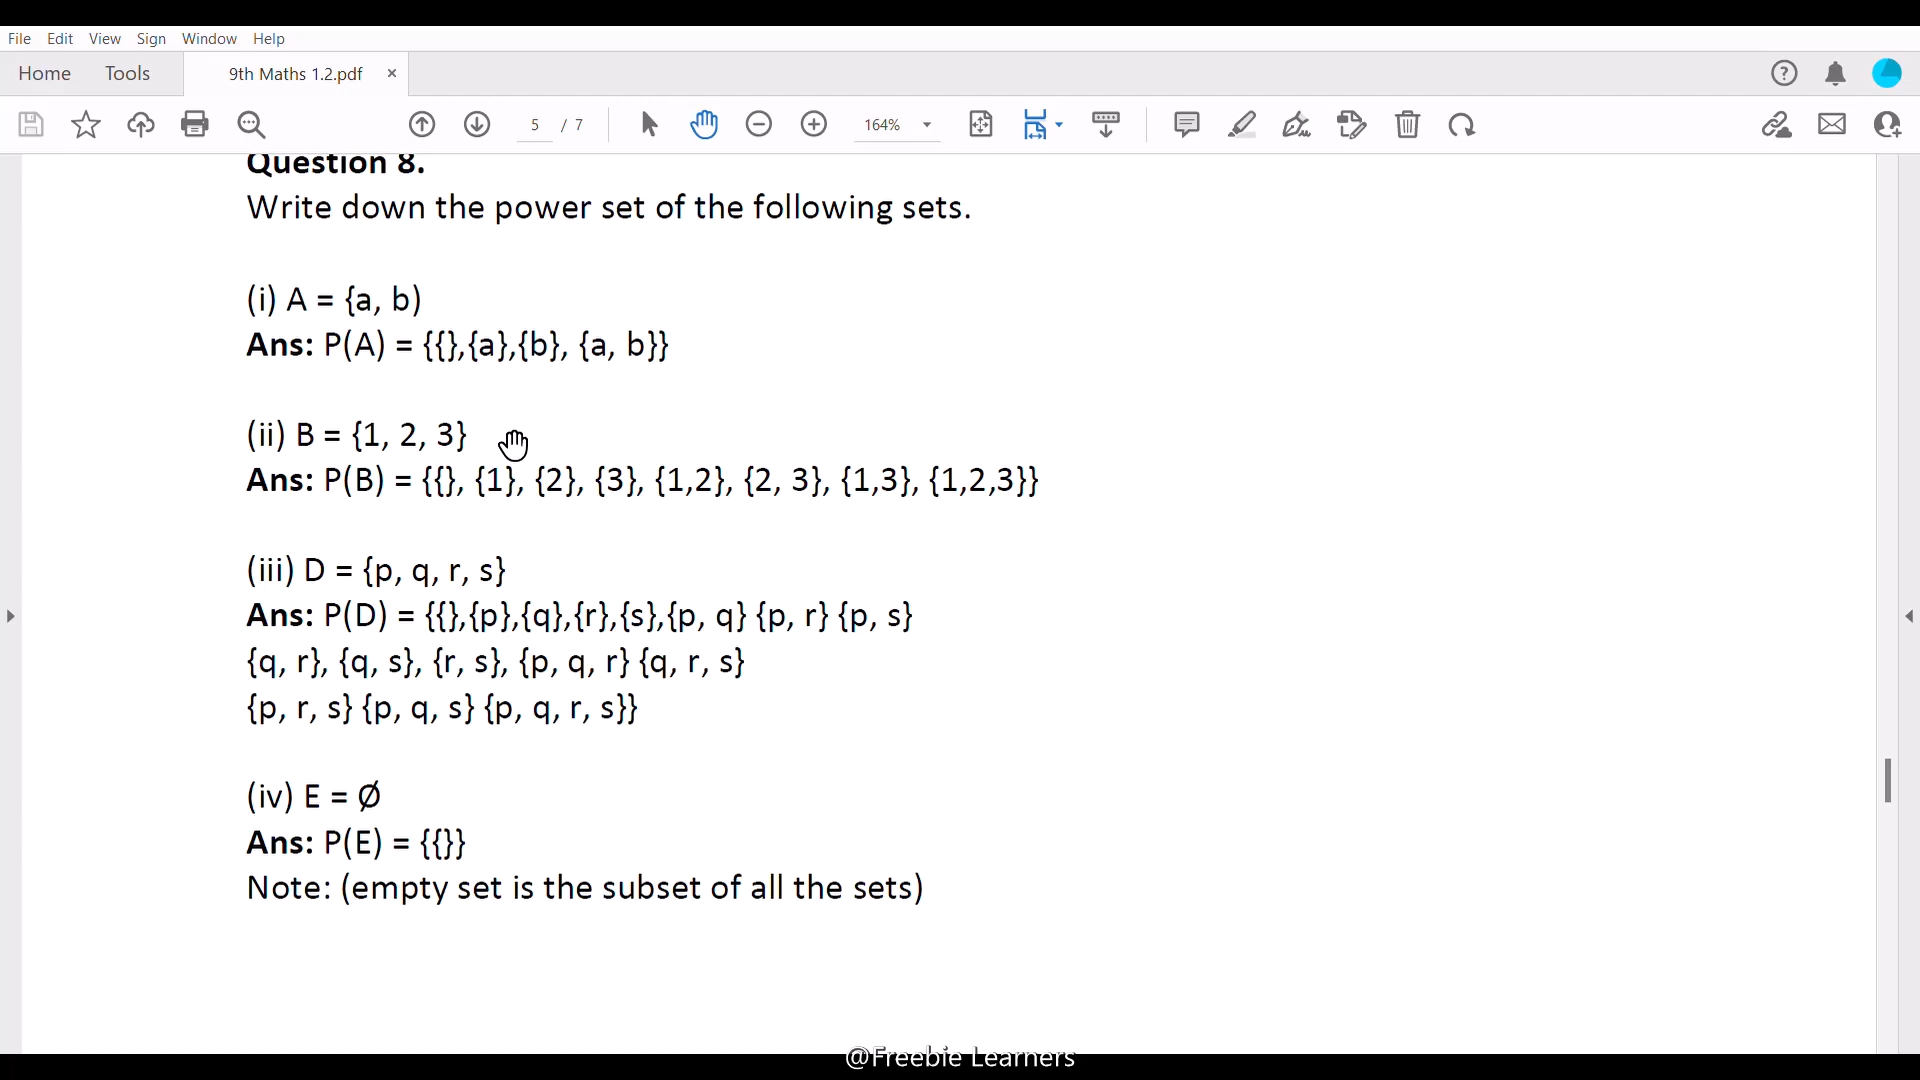 File Edit View Sign Window Help
Home Tools 9th Maths 1.2.pdf ×
5 / 7 164%
Question 8.
Write down the power set of the following sets.
(i) A = {a, b)
Ans: P(A) = {{},{a},{b}, {a, b}}
(ii) B = {1, 2, 3}
Ans: P(B) = {{}, {1}, {2}, {3}, {1,2}, {2, 3}, {1,3}, {1,2,3}}
(iii) D = {p, q, r, s}
Ans: P(D) = {{},{p},{q},{r},{s},{p, q} {p, r} {p, s}
{q, r}, {q, s}, {r, s}, {p, q, r} {q, r, s}
{p, r, s} {p, q, s} {p, q, r, s}}
(iv) E = Ø
Ans: P(E) = {{}}
Note: (empty set is the subset of all the sets)
@Freebie Learners